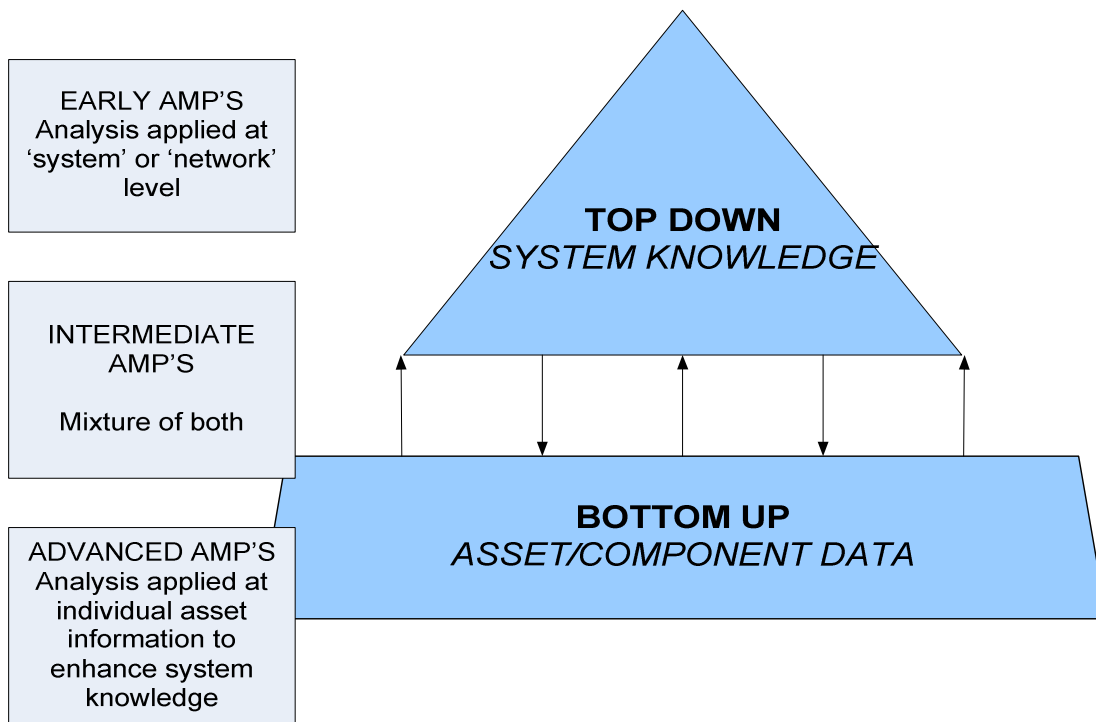 EARLY AMP'S
Analysis applied at
'system' or 'network'
level
TOP DOWN
SYSTEM KNOWLEDGE
INTERMEDIATE
AMP'S
Mixture of both
BOTTOM UP
ASSET/COMPONENT DATA
ADVANCED AMP'S
Analysis applied at
individual asset
information to
enhance system
knowledge